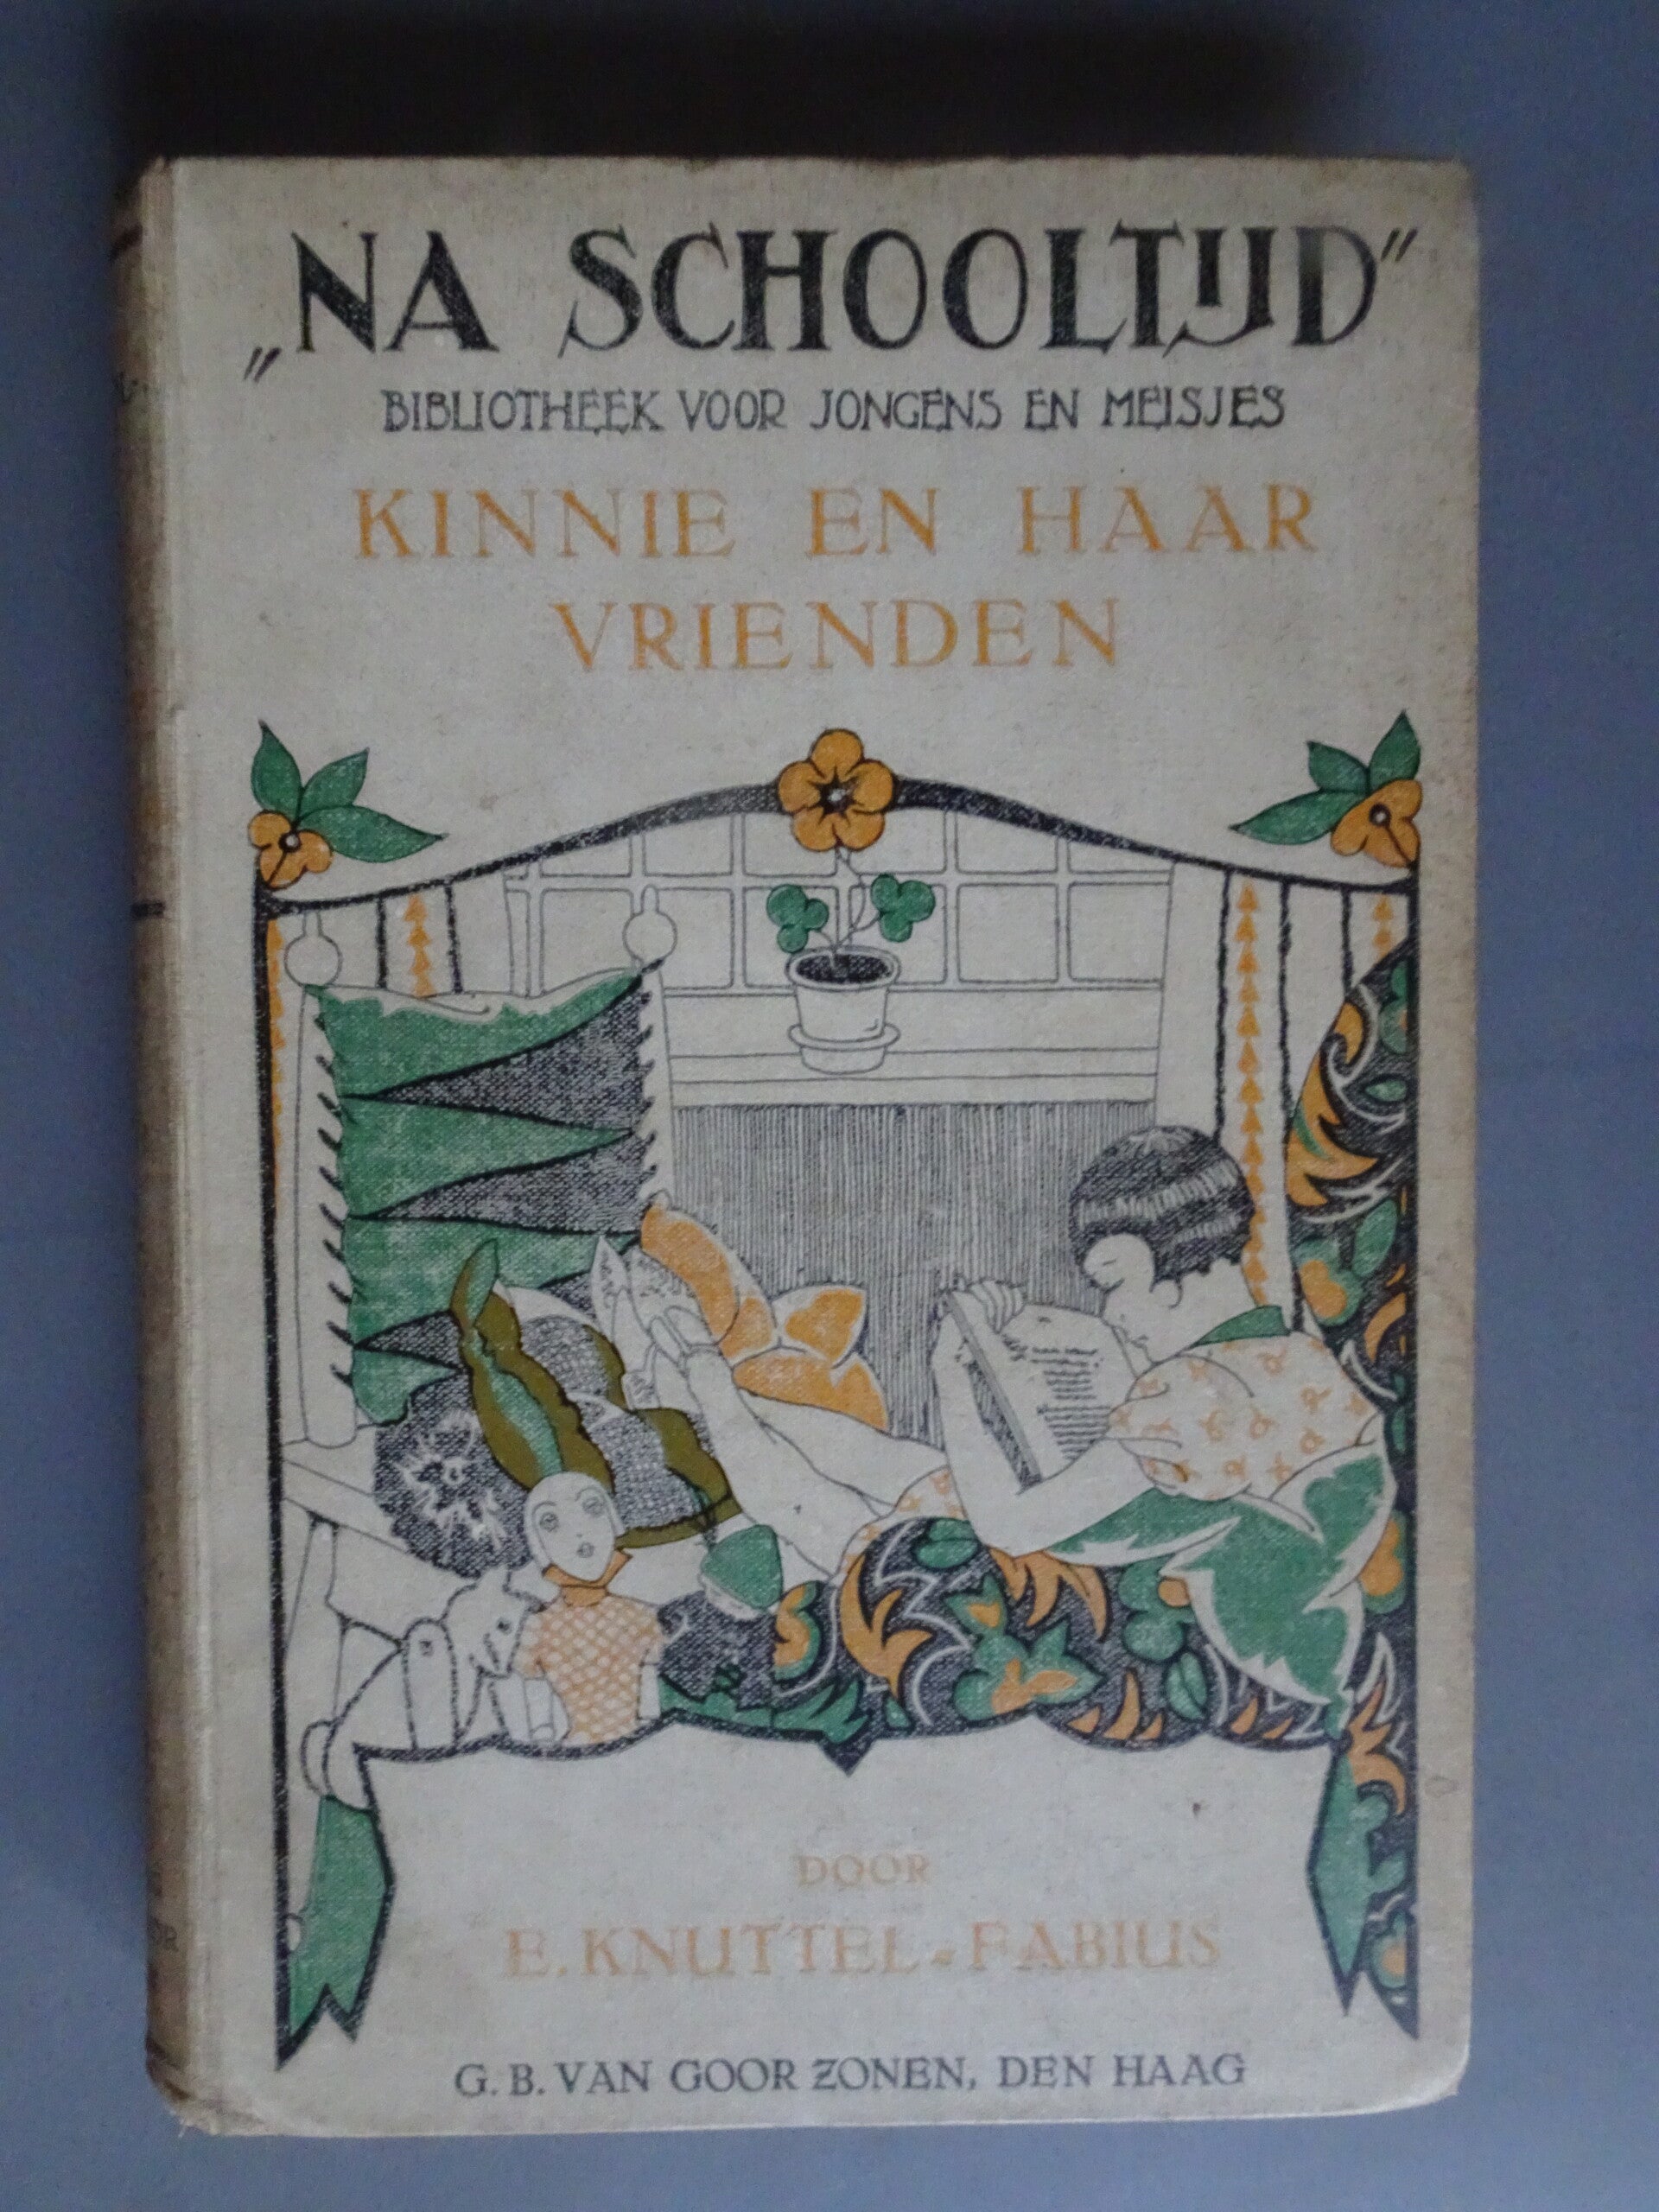 „NA SCHOOLTIJD"
BIBLIOTHEEK VOOR JONGENS EN MEISJES
KINNIE EN HAAR
VRIENDEN
DOOR
E. KNUTTEL-FABIUS
G. B. VAN GOOR ZONEN, DEN HAAG